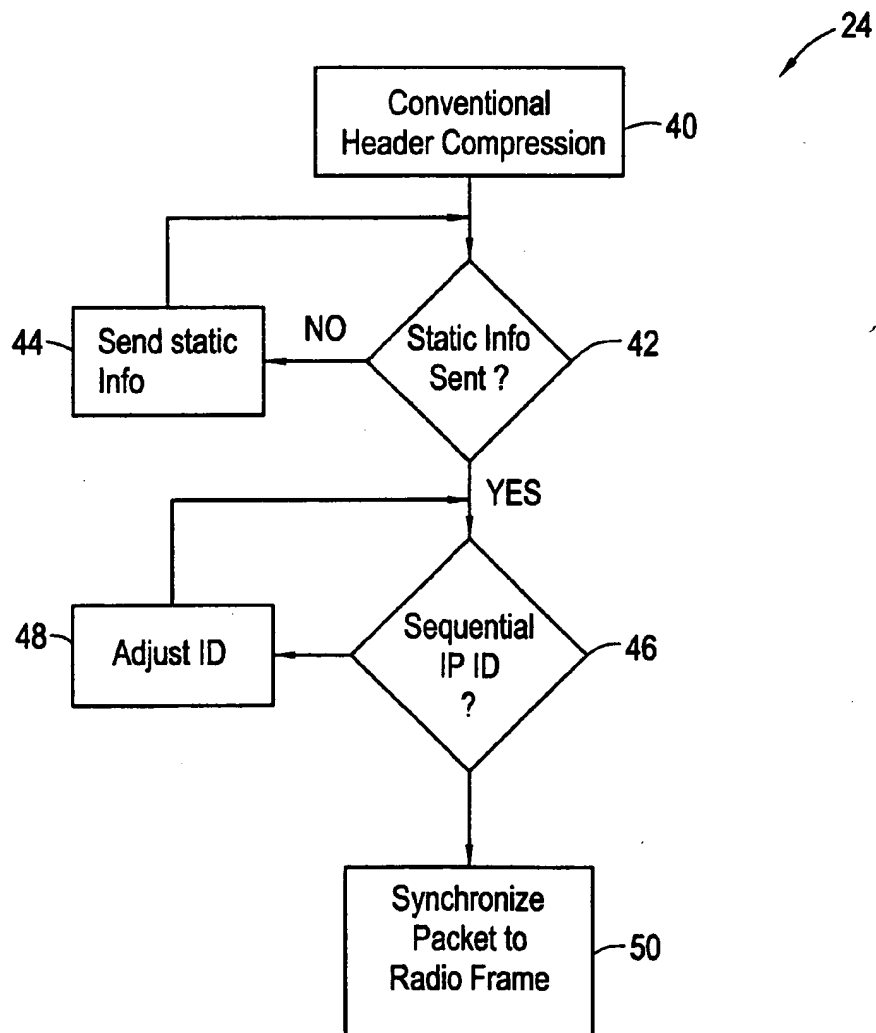 24
Conventional
Header Compression
40
44
Send static
Info
NO
Static Info
Sent ?
42
YES
48
Adjust ID
Sequential
IP ID
?
46
Synchronize
Packet to
Radio Frame
50